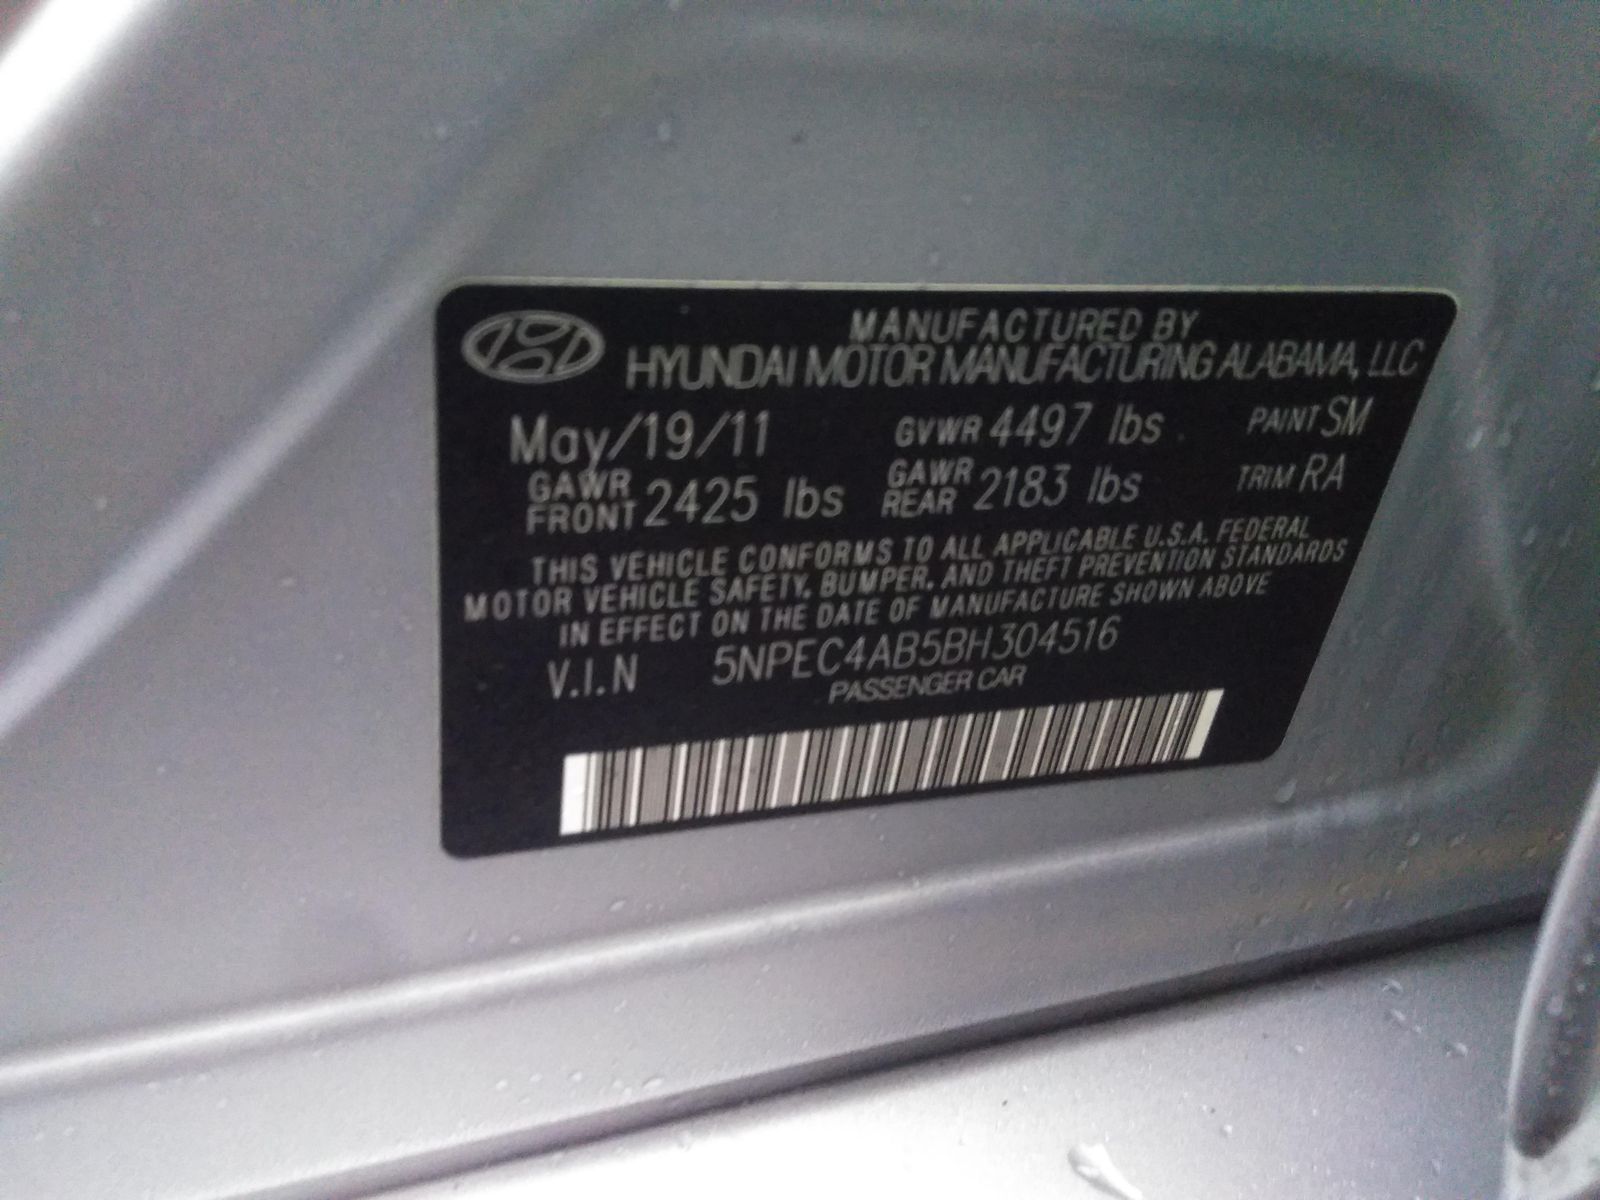 MANUFACTURED BY
HYUNDAI MOTOR MANUFACTURING ALABAMA, LLC
May/19/11 GVWR 4497 lbs PAINT SM
GAWR FRONT 2425 lbs GAWR REAR 2183 lbs TRIM RA
THIS VEHICLE CONFORMS TO ALL APPLICABLE U.S.A. FEDERAL
MOTOR VEHICLE SAFETY, BUMPER, AND THEFT PREVENTION STANDARDS
IN EFFECT ON THE DATE OF MANUFACTURE SHOWN ABOVE
V.I.N 5NPEC4AB5BH304516
PASSENGER CAR